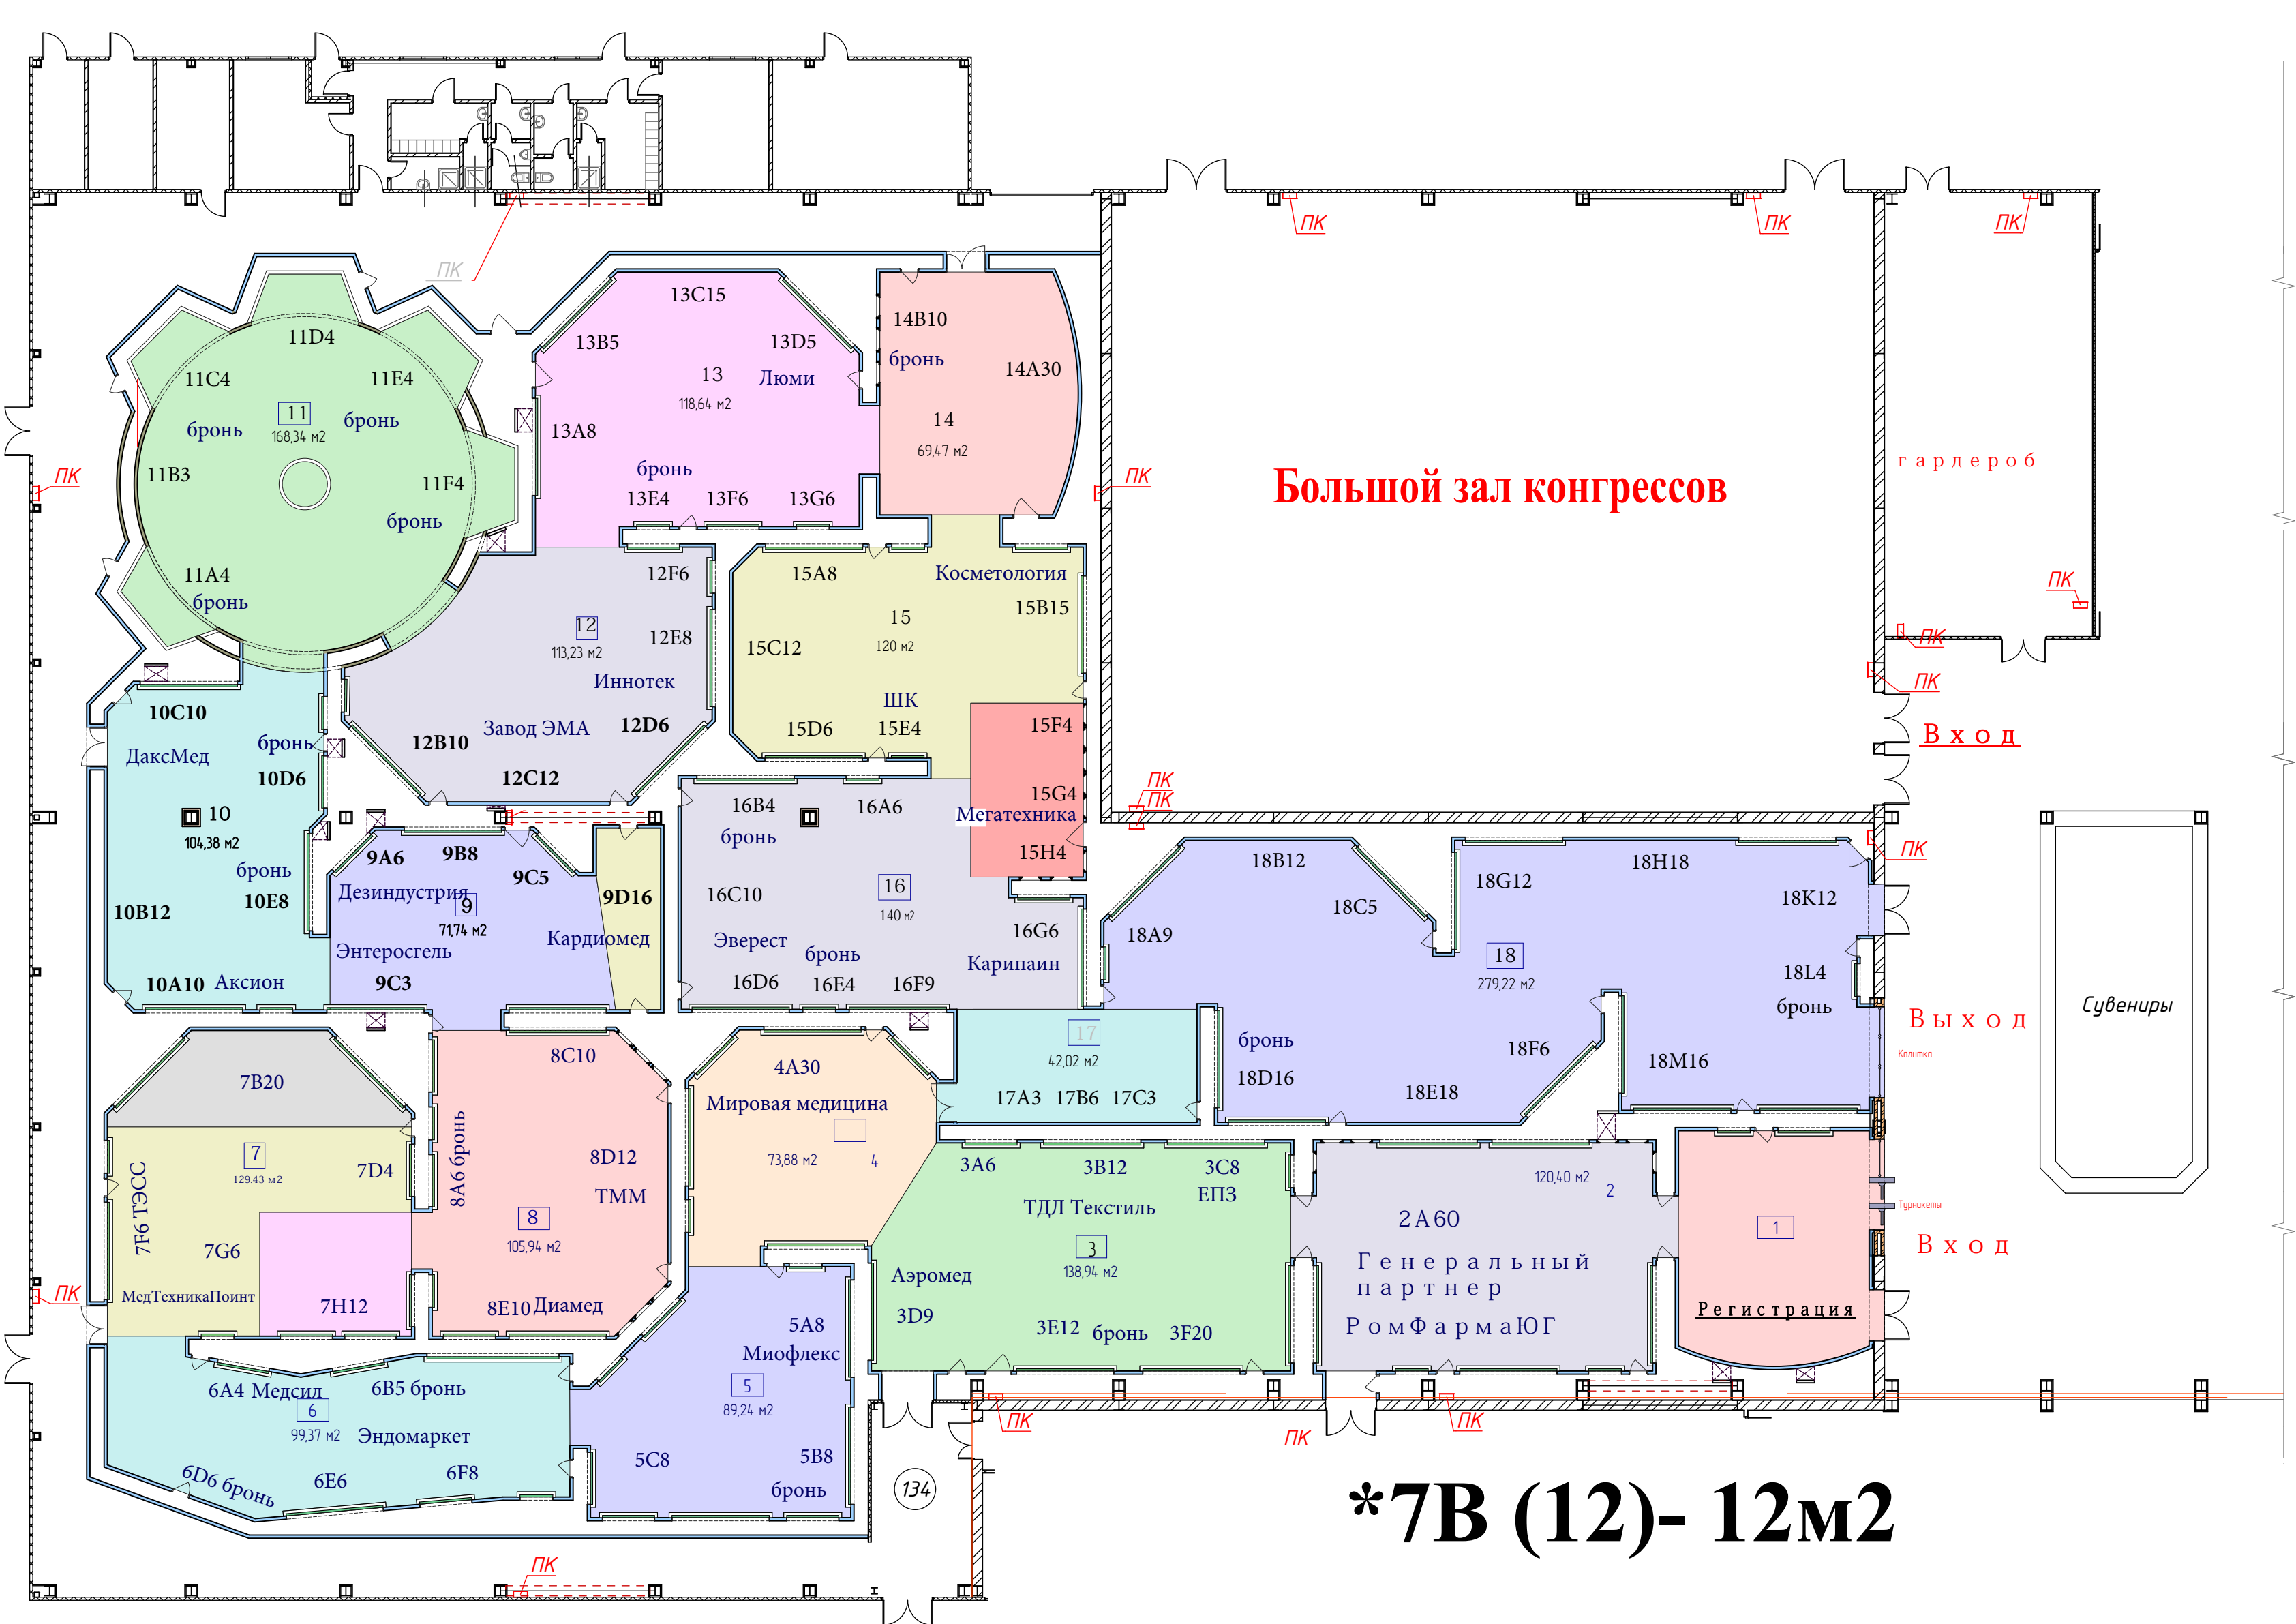 ПК
ПК
ПК
ПК
13C15
14B10
11D4
13B5
13D5
бронь
14A30
11C4
11E4
13
Люми
118,64 м2
11
бронь
бронь
168,34 м2
13A8
14
69,47 м2
11B3
11F4
бронь
13E4
13F6
13G6
ПК
ПК
Большой зал конгрессов
гардероб
бронь
11A4
бронь
12F6
15A8
Косметология
15B15
ПК
12
113,23 м2
12E8
15
120 м2
15C12
ПК
ПК
Иннотек
ШК
10C10
ДаксМед
бронь
10D6
Завод ЭМА
12D6
12B10
12C12
15D6
15E4
15F4
Вход
10
104,38 м2
16B4
бронь
16A6
15G4
Мегатехника
15H4
ПК
ПК
ПК
9A6
9B8
9C5
Дезиндустрия
9
71,74 м2
9D16
бронь
10E8
10B12
16C10
16
140 м2
18B12
18G12
18H18
18C5
18K12
Энтеросгель
Кардиомед
Эверест
бронь
16G6
Карипаин
18A9
18
279,22 м2
18L4
бронь
10A10
Аксион
9C3
16D6
16E4
16F9
Сувениры
Выход
Калитка
17
42,02 м2
17A3
17B6
17C3
бронь
18D16
18E18
18F6
18M16
7B20
8C10
4A30
Мировая медицина
7
129.43 м2
7D4
7F6 ТЭСС
8A6 бронь
8D12
ТММ
73,88 м2
4
3A6
3B12
3C8
ЕПЗ
ТДЛ Текстиль
120,40 м2
2
Турникеты
8
105,94 м2
3
138,94 м2
2A60
1
Вход
7G6
МедТехникаПоинт
7H12
8E10
Диамед
Аэромед
3D9
Генеральный
партнер
РомФармаЮГ
Регистрация
ПК
5A8
Миофлекс
3E12
бронь
3F20
6A4 Медсил
6B5 бронь
6
99,37 м2
Эндомаркет
5
89,24 м2
ПК
ПК
ПК
6D6 бронь
6E6
6F8
5C8
5B8
бронь
134
*7В (12)- 12м2
ПК